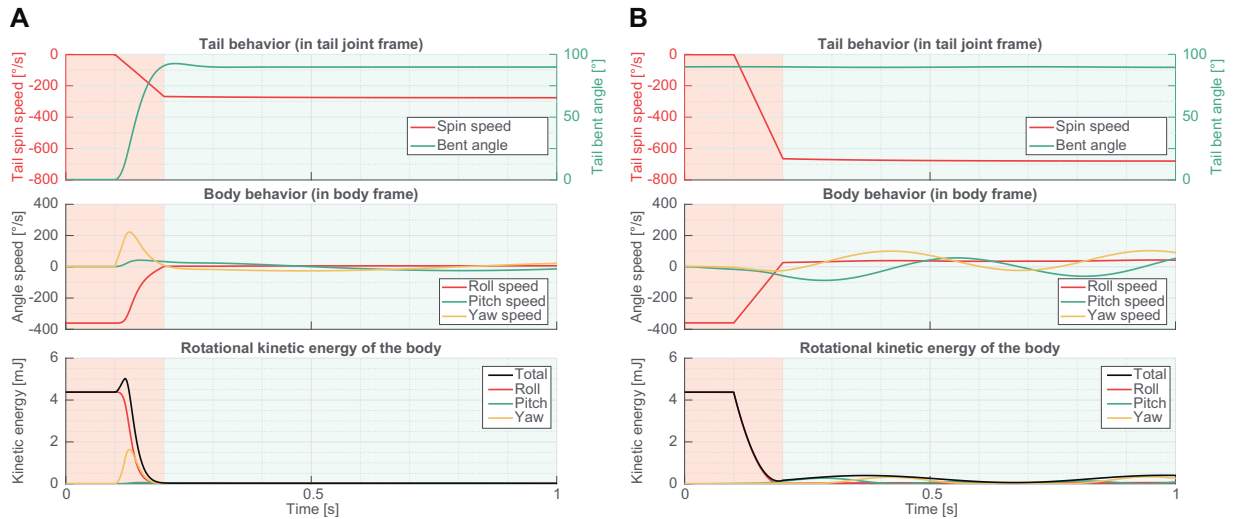 A
Tail behavior (in tail joint frame)
Tail spin speed [°/s]
0
-200
-400
-600
-800
100
50
0
Tail bent angle [°]
Spin speed
Bent angle
Body behavior (in body frame)
Angle speed [°/s]
400
200
0
-200
-400
Roll speed
Pitch speed
Yaw speed
Rotational kinetic energy of the body
Kinetic energy [mJ]
6
4
2
0
Total
Roll
Pitch
Yaw
0
0.5
1
Time [s]
B
Tail behavior (in tail joint frame)
Tail spin speed [°/s]
0
-200
-400
-600
-800
100
50
0
Tail bent angle [°]
Spin speed
Bent angle
Body behavior (in body frame)
Angle speed [°/s]
400
200
0
-200
-400
Roll speed
Pitch speed
Yaw speed
Rotational kinetic energy of the body
Kinetic energy [mJ]
6
4
2
0
Total
Roll
Pitch
Yaw
0
0.5
1
Time [s]